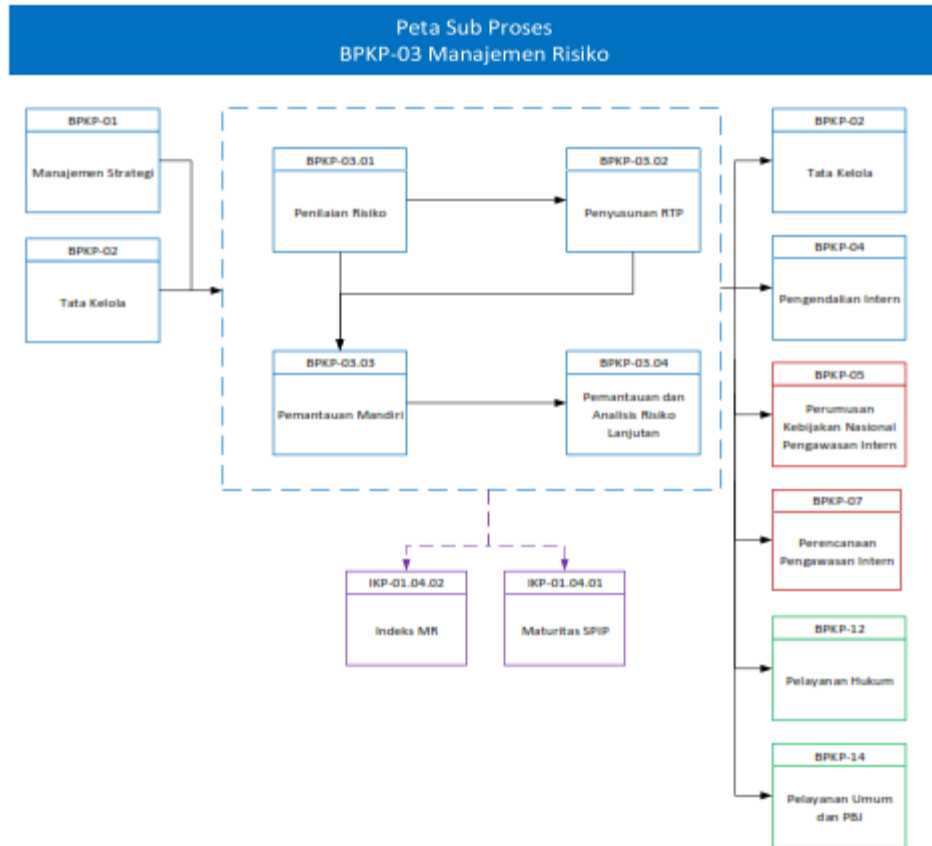 Peta Sub Proses
BPKP-03 Manajemen Risiko
BPKP-01
Manajemen Strategi
BPKP-02
Tata Kelola
BPKP-03.01
Penilaian Risiko
BPKP-03.02
Penyusunan RTP
BPKP-03.03
Pemantauan Mandiri
BPKP-03.04
Pemantauan dan
Analisis Risiko
Lanjutan
IKP-01.04.02
Indeks MR
IKP-01.04.01
Maturitas SPIP
BPKP-02
Tata Kelola
BPKP-04
Pengendalian Intern
BPKP-05
Perumusan
Kebijakan Nasional
Pengawasan Intern
BPKP-07
Perencanaan
Pengawasan Intern
BPKP-12
Pelayanan Hukum
BPKP-14
Pelayanan Umum
dan PBJ